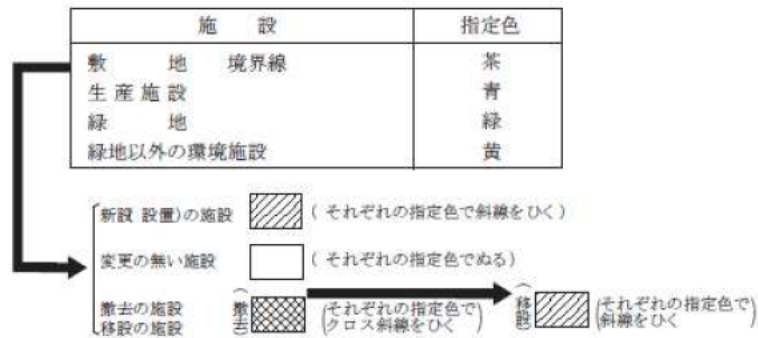 施 設 指定色
敷 地 境界線 茶
生産施設 青
緑 地 緑
緑地以外の環境施設 黄
新設 設置)の施設 (それぞれの指定色で斜線をひく)
変更の無い施設 (それぞれの指定色でぬる)
撤去の施設
移設の施設
(撤去)
(それぞれの指定色で
クロス斜線をひく)
(移設)
(それぞれの指定色で
斜線をひく)